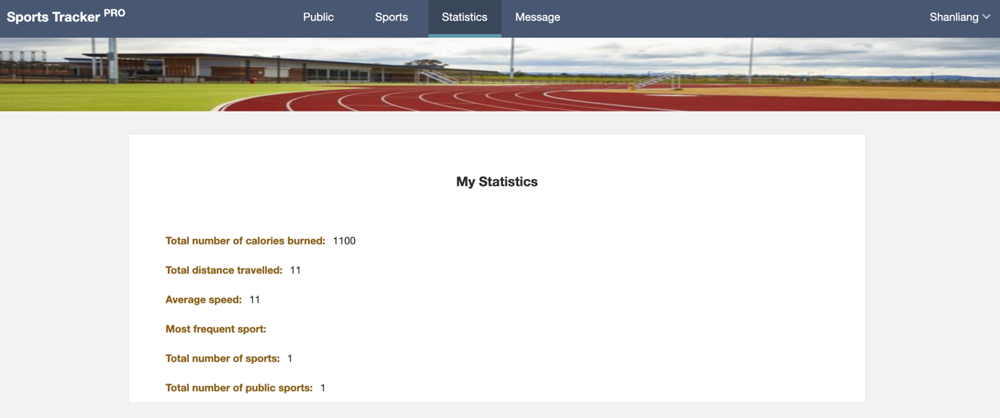 Sports Tracker PRO Public Sports Statistics Message Shanliang
My Statistics
Total number of calories burned: 1100
Total distance travelled: 11
Average speed: 11
Most frequent sport:
Total number of sports: 1
Total number of public sports: 1